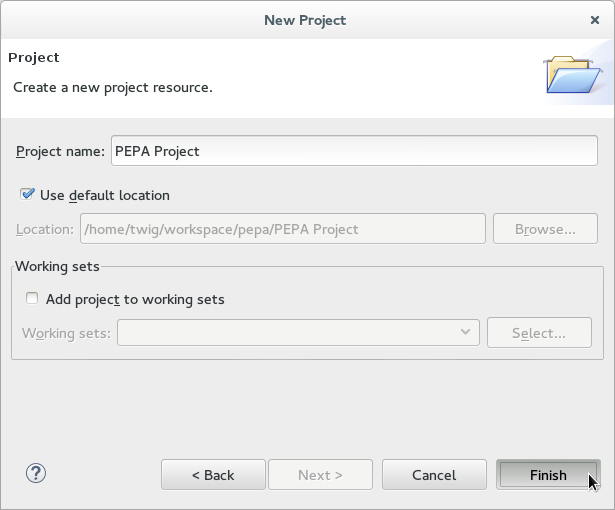 New Project
Project
Create a new project resource.
Project name: PEPA Project
Use default location
Location: /home/twig/workspace/pepa/PEPA Project Browse...
Working sets
Add project to working sets
Working sets: Select...
? < Back Next > Cancel Finish